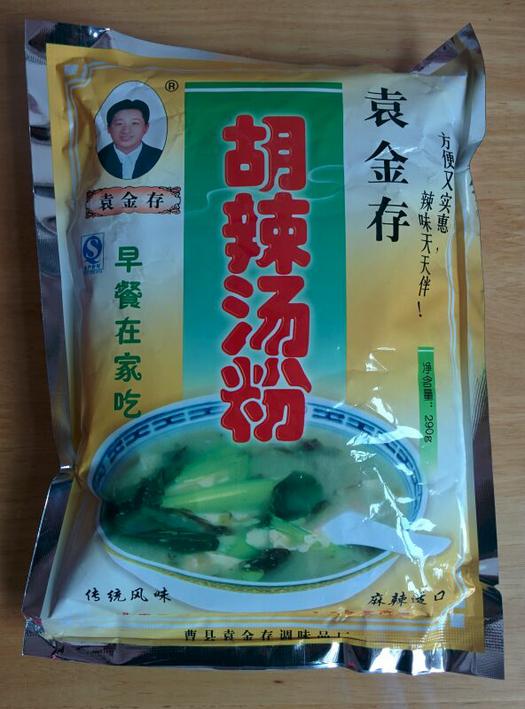 ®
袁金存
胡辣汤粉
袁金存
方便又实惠，
辣味天天伴！
早餐在家吃
净含量：290g
传统风味
麻辣适口
曹县袁金存调味品厂